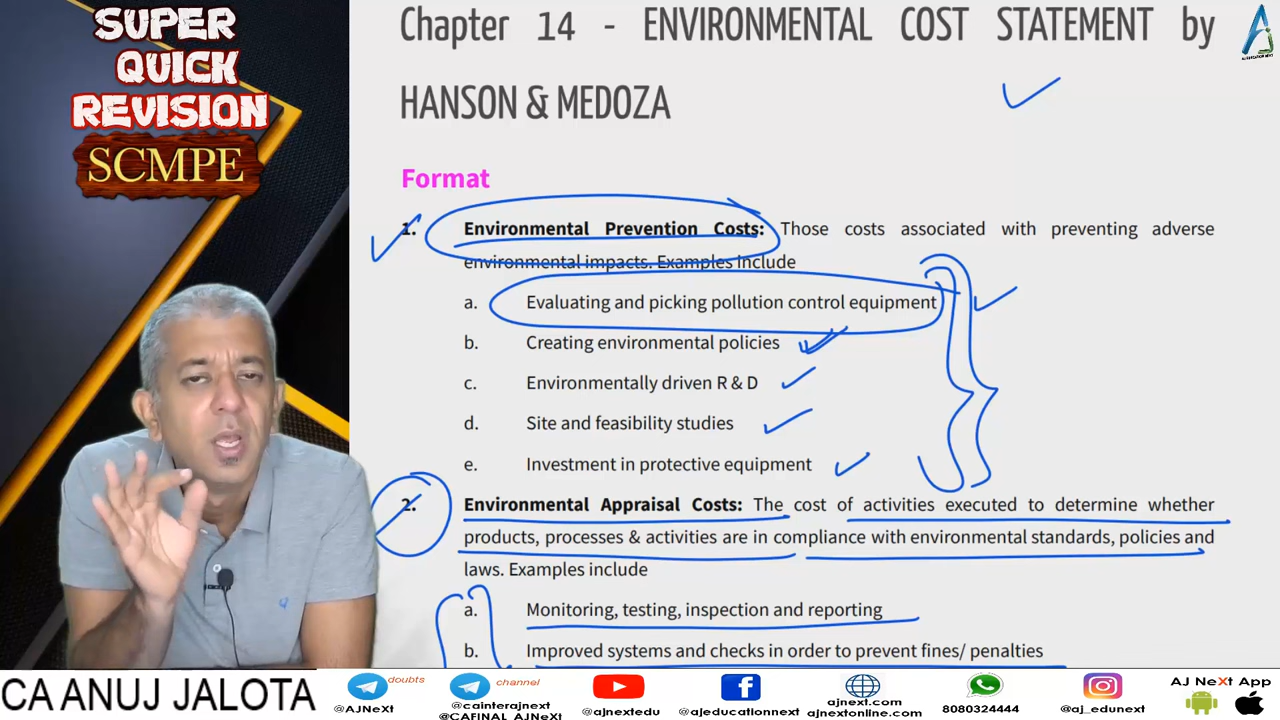 SUPER
QUICK
REVISION
SCMPE
Chapter 14 - ENVIRONMENTAL COST STATEMENT by
HANSON & MEDOZA
Format
1. Environmental Prevention Costs: Those costs associated with preventing adverse
environmental impacts. Examples include
a. Evaluating and picking pollution control equipment
b. Creating environmental policies
c. Environmentally driven R & D
d. Site and feasibility studies
e. Investment in protective equipment
2. Environmental Appraisal Costs: The cost of activities executed to determine whether
products, processes & activities are in compliance with environmental standards, policies and
laws. Examples include
a. Monitoring, testing, inspection and reporting
b. Improved systems and checks in order to prevent fines/ penalties
CA ANUJ JALOTA
doubts
@AJNeXt
channel
@cainterajnext
@CAFINAL_AJNeXt
@ajnextedu
@ajeducationnext
ajnext.com
ajnextonline.com
8080324444
@aj_edunext
AJ NeXt App